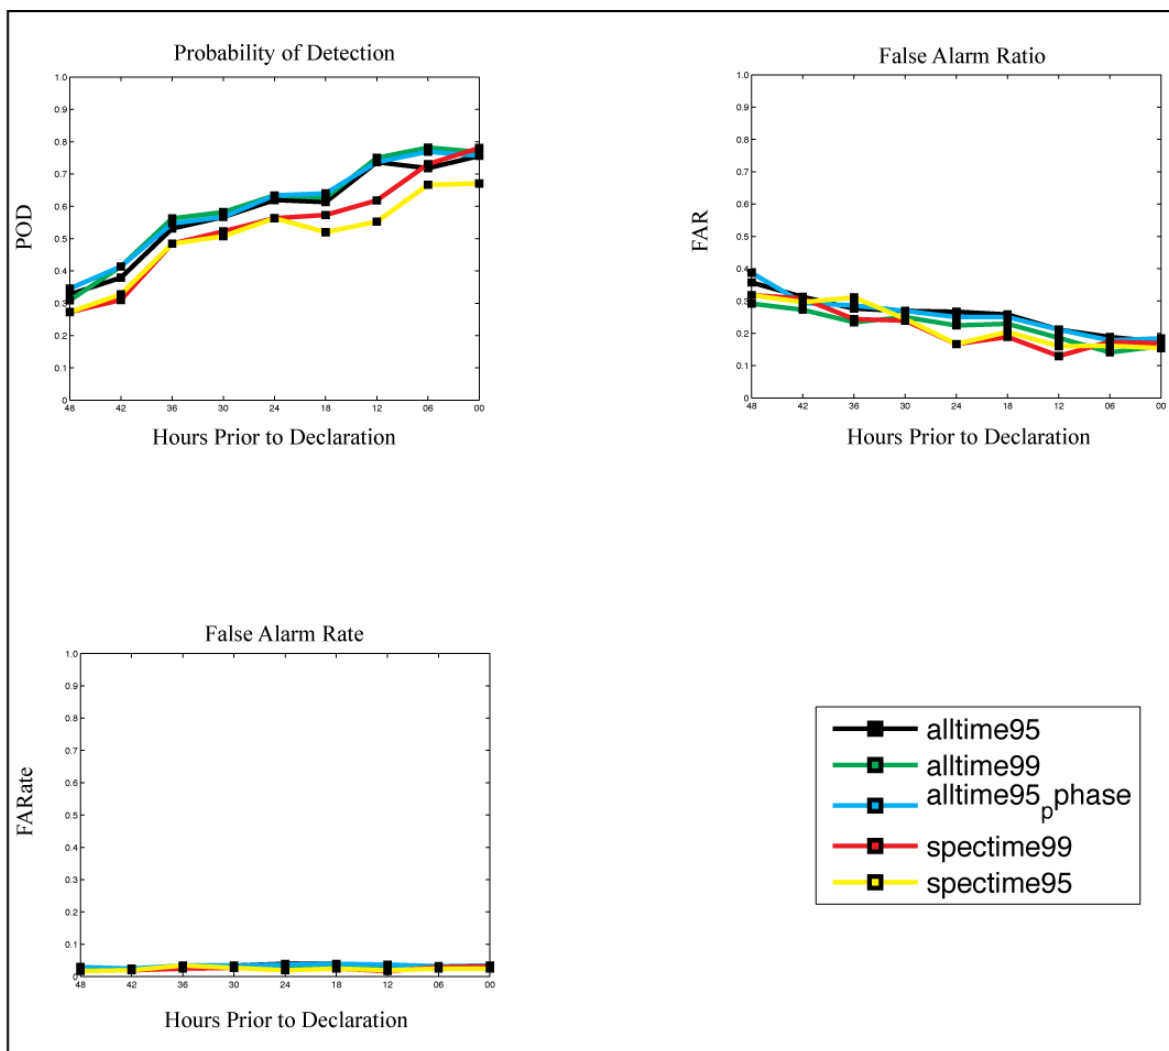 Probability of Detection
1.0
0.9
0.8
0.7
0.6
0.5
0.4
0.3
0.2
0.1
0
POD
48 42 36 30 24 18 12 06 00
Hours Prior to Declaration
False Alarm Ratio
1.0
0.9
0.8
0.7
0.6
0.5
0.4
0.3
0.2
0.1
0
FAR
48 42 36 30 24 18 12 06 00
Hours Prior to Declaration
False Alarm Rate
1.0
0.9
0.8
0.7
0.6
0.5
0.4
0.3
0.2
0.1
0
FARate
48 42 36 30 24 18 12 06 00
Hours Prior to Declaration
alltime95
alltime99
alltime95pphase
spectime99
spectime95